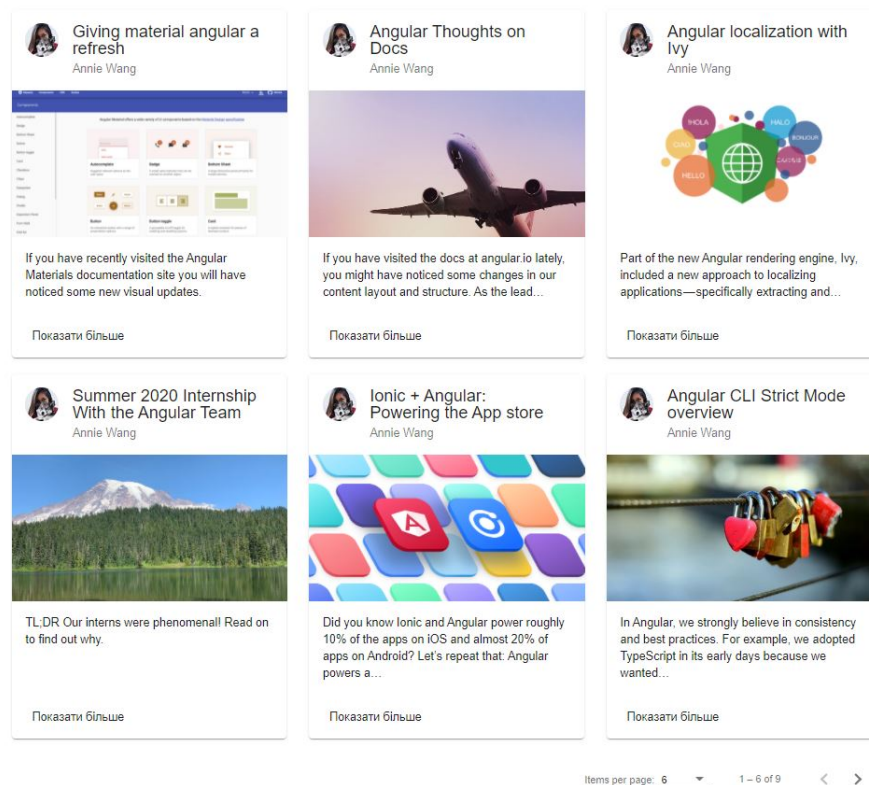 Giving material angular a
refresh
Annie Wang
Components
Autocomplete
Badge
Bottom Sheet
Button
Button toggle
Card
If you have recently visited the Angular
Materials documentation site you will have
noticed some new visual updates.
Показати більше
Angular Thoughts on
Docs
Annie Wang
If you have visited the docs at angular.io lately,
you might have noticed some changes in our
content layout and structure. As the lead…
Показати більше
Angular localization with
Ivy
Annie Wang
!HOLA
HALO
CIAO
BONJOUR
HELLO
Part of the new Angular rendering engine, Ivy,
included a new approach to localizing
applications—specifically extracting and…
Показати більше
Summer 2020 Internship
With the Angular Team
Annie Wang
TL;DR Our interns were phenomenal! Read on
to find out why.
Показати більше
Ionic + Angular:
Powering the App store
Annie Wang
A
Did you know Ionic and Angular power roughly
10% of the apps on iOS and almost 20% of
apps on Android? Let’s repeat that: Angular
powers a…
Показати більше
Angular CLI Strict Mode
overview
Annie Wang
In Angular, we strongly believe in consistency
and best practices. For example, we adopted
TypeScript in its early days because we
wanted…
Показати більше
Items per page: 6
1 – 6 of 9